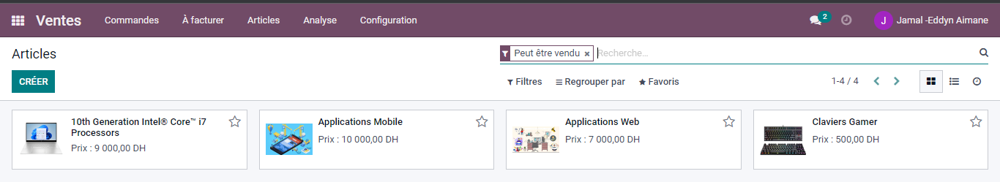 Ventes Commandes À facturer Articles Analyse Configuration 2 J Jamal -Eddyn Aimane
Articles Peut être vendu × Recherche...
CRÉER Filtres Regrouper par Favoris 1-4 / 4
10th Generation Intel® Core™ i7
Processors
Prix : 9 000,00 DH
Applications Mobile
Prix : 10 000,00 DH
Applications Web
Prix : 7 000,00 DH
Claviers Gamer
Prix : 500,00 DH